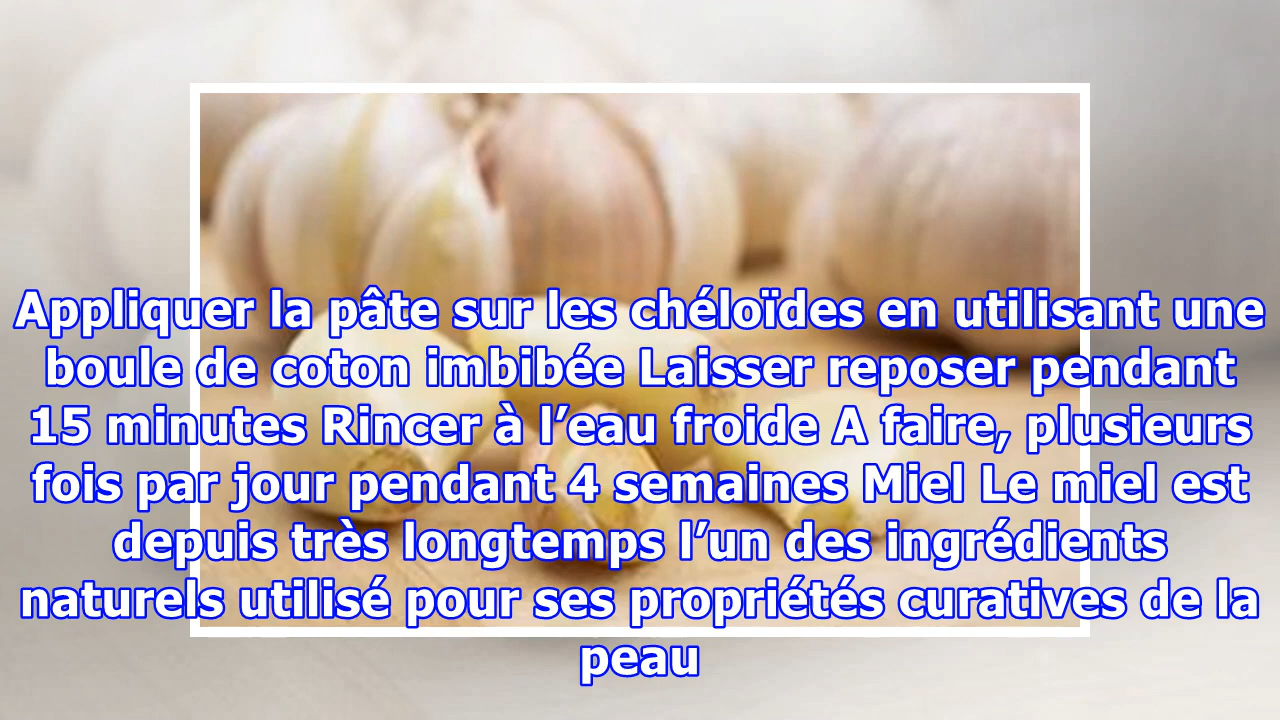 Appliquer la pâte sur les chéloïdes en utilisant une
boule de coton imbibée Laisser reposer pendant
15 minutes Rincer à l’eau froide A faire, plusieurs
fois par jour pendant 4 semaines Miel Le miel est
depuis très longtemps l’un des ingrédients
naturels utilisé pour ses propriétés curatives de la
peau